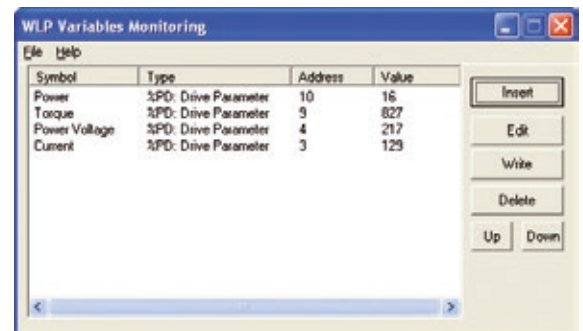 WLP Variables Monitoring
File Help
Symbol Type Address Value
Power %PD: Drive Parameter 10 16
Torque %PD: Drive Parameter 9 827
Power Voltage %PD: Drive Parameter 4 217
Current %PD: Drive Parameter 3 129
Insert
Edit
Write
Delete
Up Down